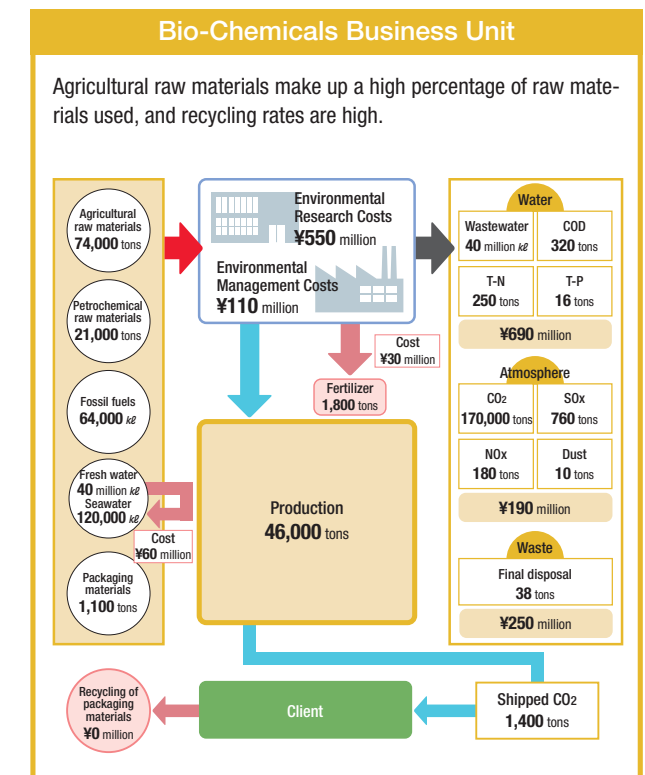 Bio-Chemicals Business Unit
Agricultural raw materials make up a high percentage of raw mate-
rials used, and recycling rates are high.
Agricultural
raw materials
74,000 tons
Petrochemical
raw materials
21,000 tons
Fossil fuels
64,000 kℓ
Fresh water
40 million kℓ
Seawater
120,000 kℓ
Cost
¥60 million
Packaging
materials
1,100 tons
Environmental
Research Costs
¥550 million
Environmental
Management Costs
¥110 million
Cost
¥30 million
Fertilizer
1,800 tons
Production
46,000 tons
Water
Wastewater
40 million kℓ
COD
320 tons
T-N
250 tons
T-P
16 tons
¥690 million
Atmosphere
CO2
170,000 tons
SOx
760 tons
NOx
180 tons
Dust
10 tons
¥190 million
Waste
Final disposal
38 tons
¥250 million
Recycling of
packaging
materials
¥0 million
Client
Shipped CO2
1,400 tons